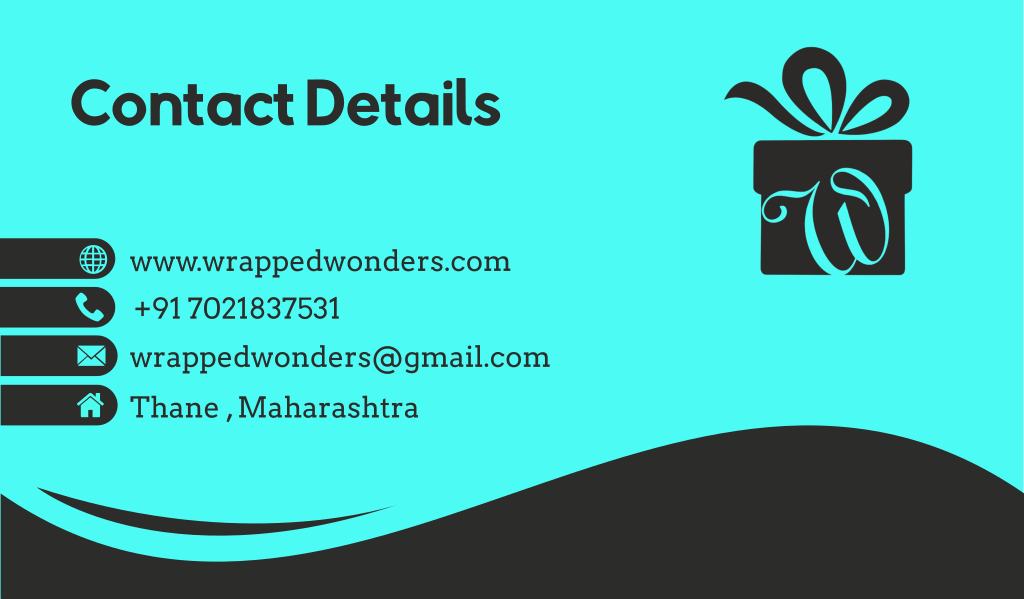 Contact Details
W
www.wrappedwonders.com
+91 7021837531
wrappedwonders@gmail.com
Thane , Maharashtra